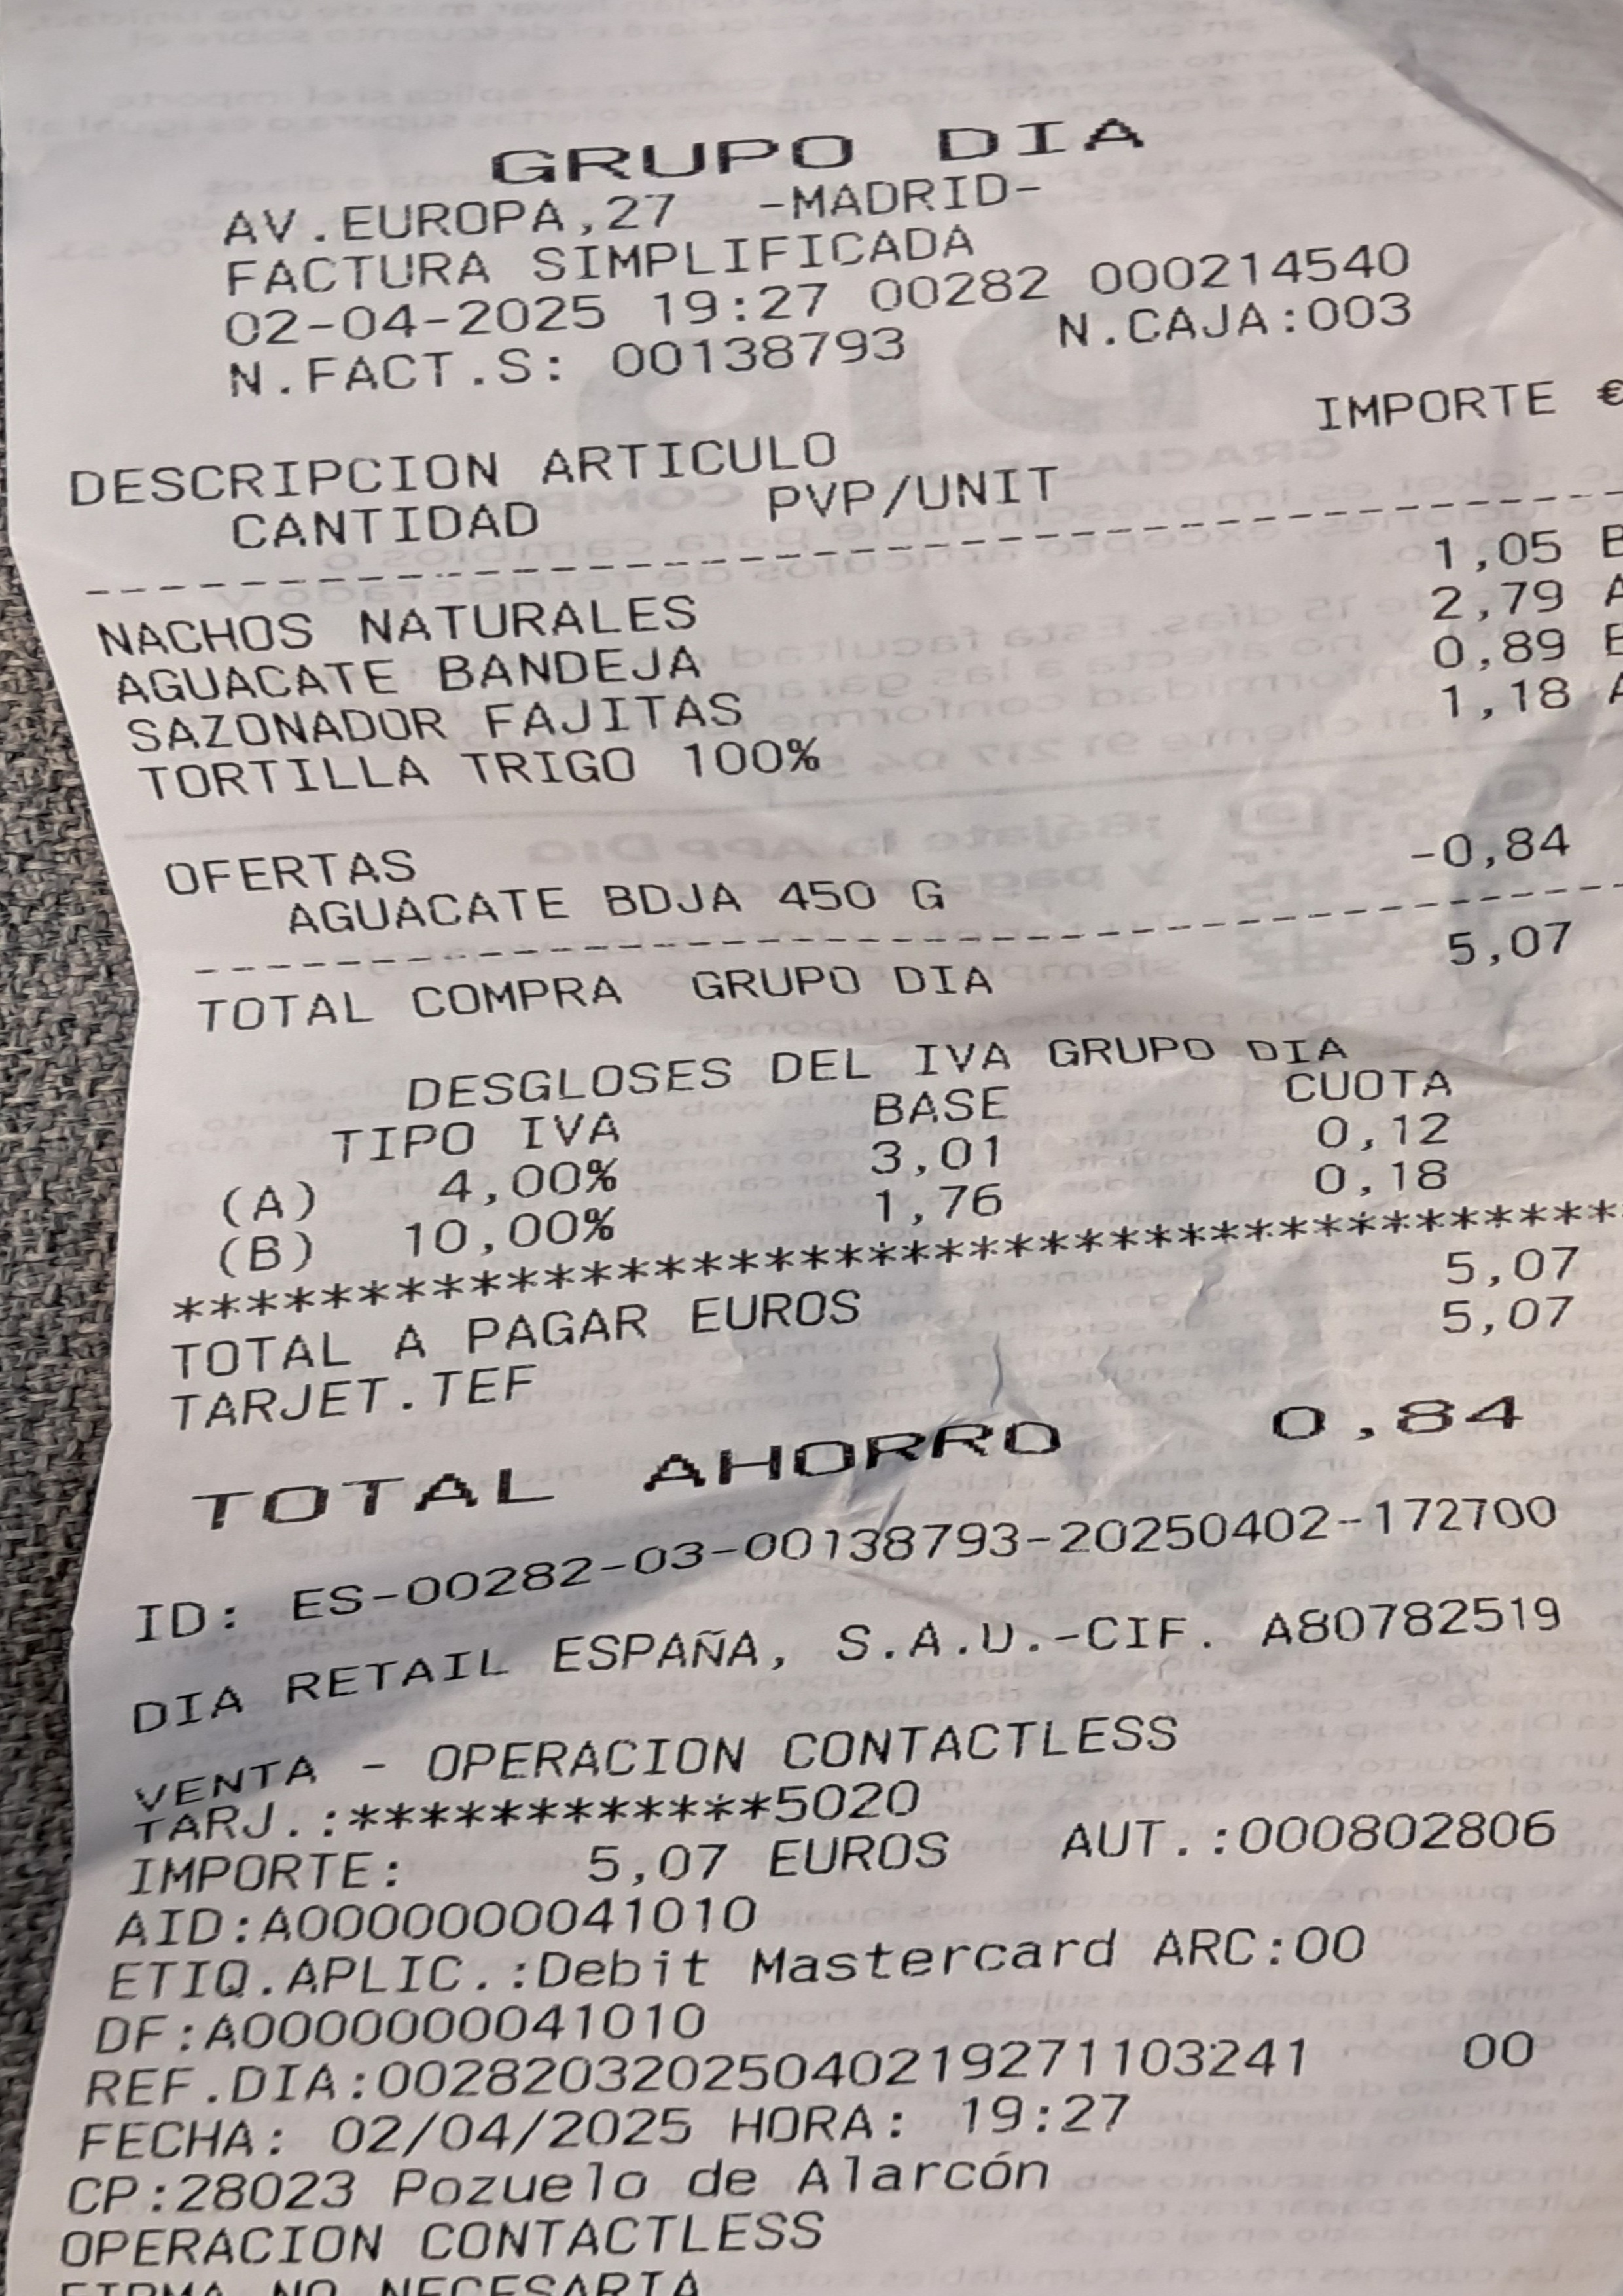 GRUPO DIA
AV.EUROPA,27 -MADRID-
FACTURA SIMPLIFICADA
02-04-2025 19:27 00282 000214540
N.FACT.S: 00138793 N.CAJA:003
IMPORTE €
DESCRIPCION ARTICULO
CANTIDAD PVP/UNIT
NACHOS NATURALES 1,05 B
AGUACATE BANDEJA 2,79 A
SAZONADOR FAJITAS 0,89 B
TORTILLA TRIGO 100% 1,18 A
OFERTAS
AGUACATE BDJA 450 G -0,84
TOTAL COMPRA GRUPO DIA 5,07
DESGLOSES DEL IVA GRUPO DIA
TIPO IVA BASE CUOTA
(A) 4,00% 3,01 0,12
(B) 10,00% 1,76 0,18
****************************************
TOTAL A PAGAR EUROS 5,07
TARJET.TEF 5,07
TOTAL AHORRO 0,84
ID: ES-00282-03-00138793-20250402-172700
DIA RETAIL ESPAÑA, S.A.U.-CIF. A80782519
VENTA - OPERACION CONTACTLESS
TARJ.:************5020
IMPORTE: 5,07 EUROS AUT.:000802806
AID:A0000000041010
ETIQ.APLIC.:Debit Mastercard ARC:00
DF:A0000000041010
REF.DIA:00282032025040219271103241 00
FECHA: 02/04/2025 HORA: 19:27
CP:28023 Pozuelo de Alarcón
OPERACION CONTACTLESS
FIRMA NO NECESARIA